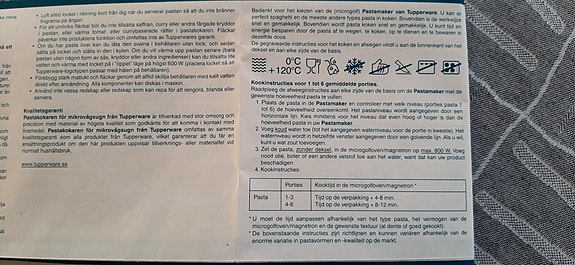 • Lyft alltid locket i riktning bort från dig när du serverar pastan så att du inte bränner
fingrarna på ångan.
• För att undvika fläckar bör du inte tillsätta saffran, curry eller andra färgade kryddor
i pastan, eller värma tomat- eller currybaserade rätter i Pastakokaren. Fläckar
påverkar inte produktens funktion och omfattas inte av Tupperware Garanti.
• Om du har pasta över kan du låta den svalna i behållaren utan locket, och sedan
sätta på locket och ställa in den i kylen. Om du vill värma upp pastan senare (bara
pastan utan någon form av sås, kryddor eller andra ingredienser) kan du tillsätta lite
vatten och värma med locket på i "öppet" läge på högst 600 W (placera locket så att
Tupperware-logotypen passar med hålen på behållaren).
• Förebygg stark matlukt och fläckar genom att alltid skölja behållaren med kallt vatten
direkt efter användning. Alla komponenter kan diskas i maskin.
• Använd inte vassa redskap eller redskap som kan repa för att rengöra, blanda eller
servera.
Kvalitetsgaranti
Pastakokaren för mikrovågsugn från Tupperware är tillverkad med stor omsorg och
precision med material av högsta kvalitet som godkänts för att komma i kontakt med
livsmedel. Pastakokaren för mikrovågsugn från Tupperware omfattas av samma
kvalitetsgaranti som alla produkter från Tupperware, vilket garanterar att du får en
ersättningsprodukt om den här produkten uppvisar tillverknings- eller materialfel vid
normalt hushållsbruk.
www.tupperware.se
Bedankt voor het kiezen van de (microgolf) Pastamaker van Tupperware. U kan er
perfect spaghetti en de meeste andere types pasta in koken. Bovendien is de werkwijze
snel en gemakkelijk. Bovendien wordt pasta koken snel en gemakkelijk. U kunt tijd en
energie besparen door de pasta af te wegen, te koken, op te dienen en te bewaren in
dezelfde doos.
De gegraveerde instructies voor het koken en afwegen vindt u aan de binnenkant van het
deksel en aan elke zijde van de basis.
0°C
+120°C
Kookinstructies voor 1 tot 6 gemiddelde porties.
Raadpleeg de afweeginstructies aan elke zijde van de basis om de Pastamaker met de
gewenste hoeveelheid pasta te vullen.
1. Plaats de pasta in de Pastamaker en controleer met welk niveau (porties pasta 1
tot 6) de hoeveelheid overeenkomt. Het pastaniveau wordt aangegeven door een
horizontale lijn. Kies minstens voor het niveau dat even hoog of hoger is dan de
hoeveelheid pasta in uw Pastamaker.
2. Voeg koud water toe (tot het aangegeven waterniveau voor de portie in kwestie). Het
waterniveau wordt in hetzelfde venster aangegeven door een golvende lijn. Als u wil,
kunt u wat zout toevoegen.
3. Zet de pasta, zonder deksel, in de microgolfoven/magnetron op max. 800 W. Voeg
nooit olie, boter of een andere vetstof toe aan het water, want dat kan uw product
beschadigen.
4. Kookinstructies:
Porties Kooktijd in de microgolfoven/magnetron *
Pasta 1-3 Tijd op de verpakking + 4-8 min.
4-6 Tijd op de verpakking + 8-12 min.
* U moet de tijd aanpassen afhankelijk van het type pasta, het vermogen van de
microgolfoven/magnetron en de gewenste textuur (al dente of goed gekookt).
* De bovenstaande instructies zijn richtlijnen en kunnen variëren afhankelijk van de
enorme variatie in pastavormen en -kwaliteit op de markt.